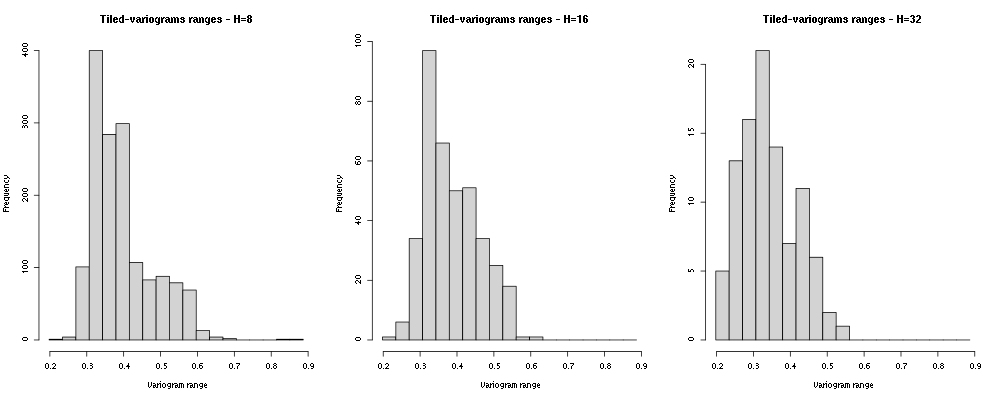 Tiled-variograms ranges - H=8
400
300
200
100
0
Frequency
0.2 0.3 0.4 0.5 0.6 0.7 0.8 0.9
Variogram range
Tiled-variograms ranges - H=16
100
80
60
40
20
0
Frequency
0.2 0.3 0.4 0.5 0.6 0.7 0.8 0.9
Variogram range
Tiled-variograms ranges - H=32
20
15
10
5
0
Frequency
0.2 0.3 0.4 0.5 0.6 0.7 0.8 0.9
Variogram range